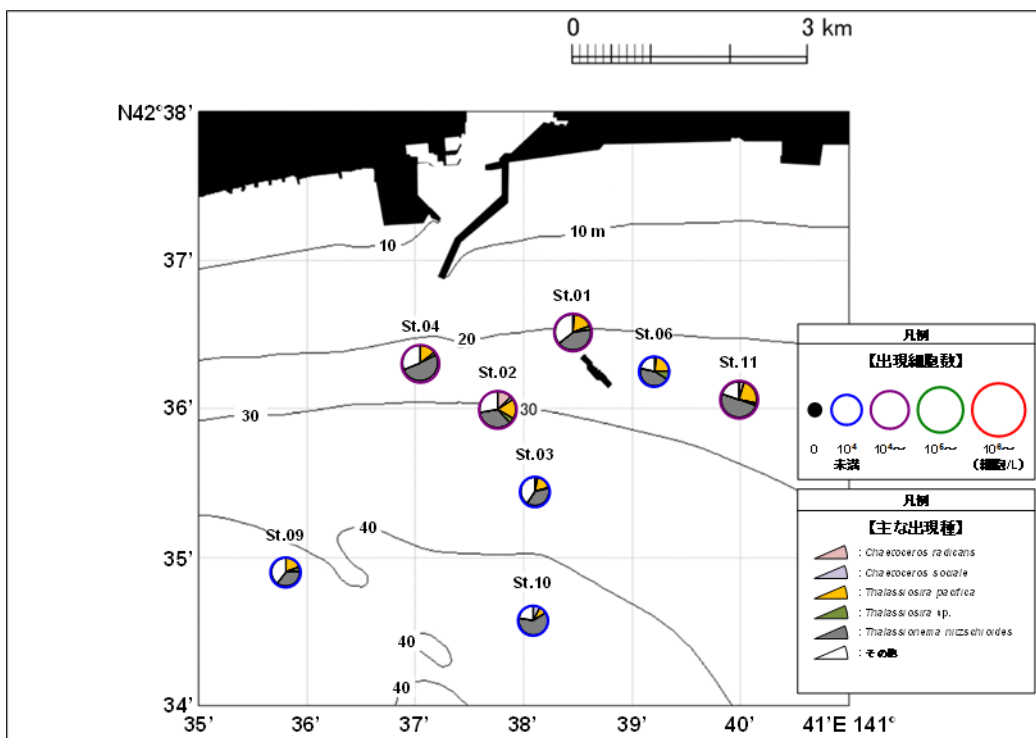 0 3 km
N42°38'
10
10 m
37'
St.01
St.04
20
St.06
St.02
St.11
36'
30
30
St.03
40
St.09
35'
St.10
40
40
34'
35' 36' 37' 38' 39' 40' 41'E 141°
凡例
【出現細胞数】
0 10⁴ 10⁴~ 10⁵~ 10⁶~
未満 (細胞/L)
凡例
【主な出現種】
: Chaetoceros radicans
: Chaetoceros sociale
: Thalassiosira pacifica
: Thalassiosira sp.
: Thalassionema nitzschioides
: その他